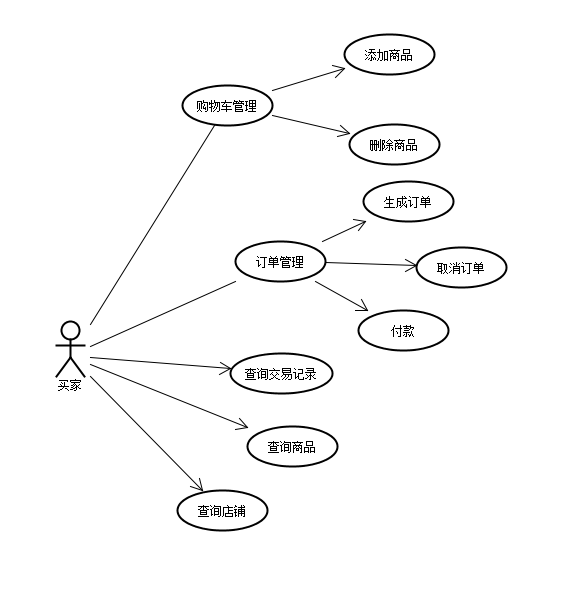 添加商品
购物车管理
删除商品
生成订单
订单管理
取消订单
付款
查询交易记录
买家
查询商品
查询店铺